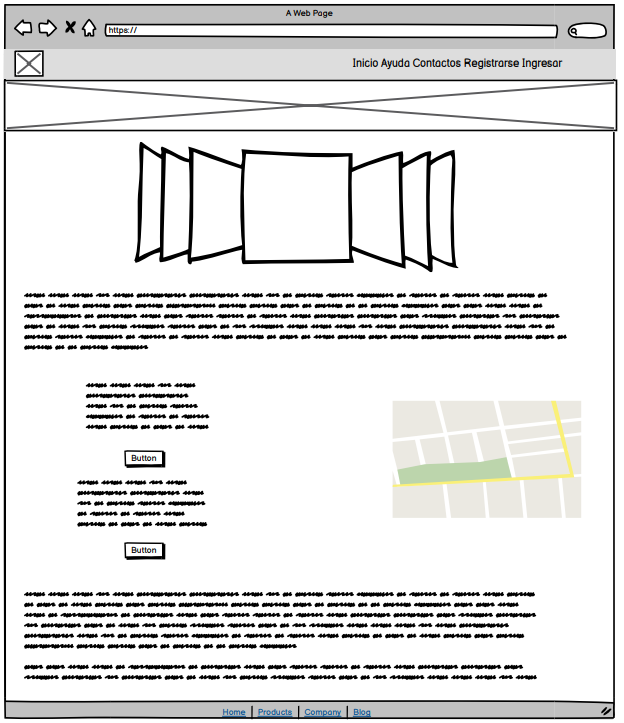 A Web Page
https://
Inicio Ayuda Contactos Registrarse Ingresar
Button
Button
Home | Products | Company | Blog